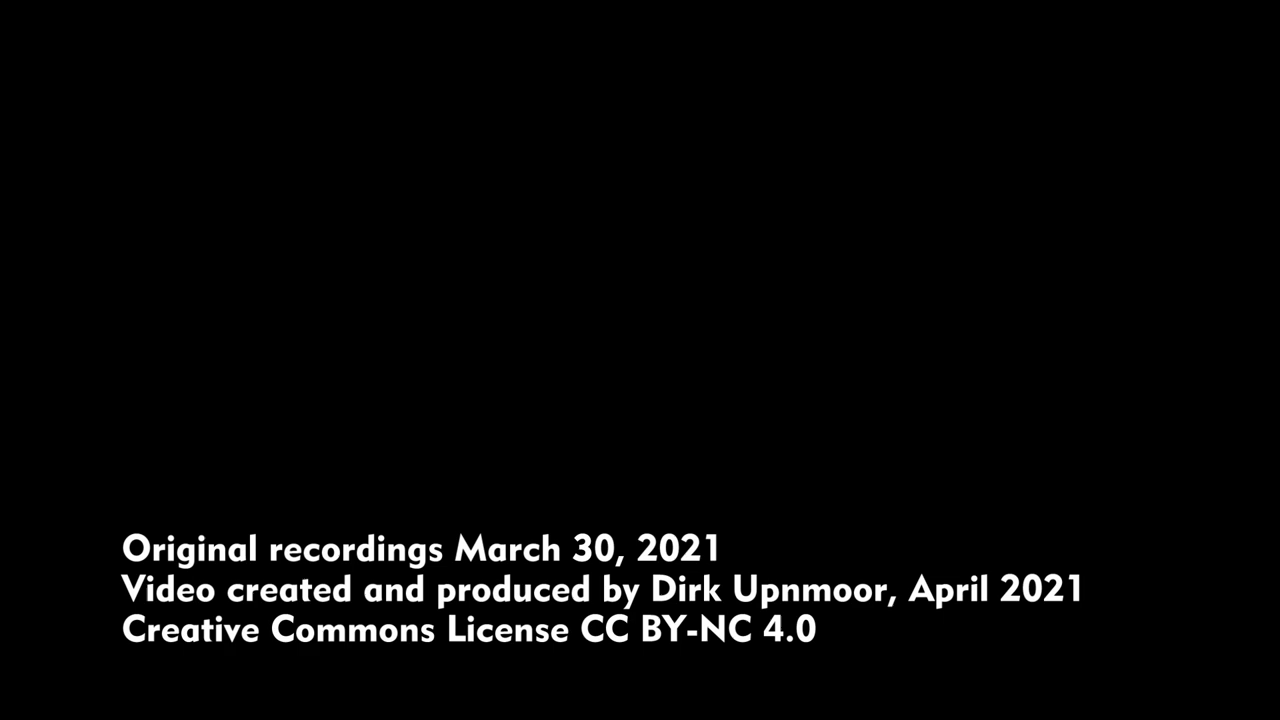 Original recordings March 30, 2021
Video created and produced by Dirk Upnmoor, April 2021
Creative Commons License CC BY-NC 4.0